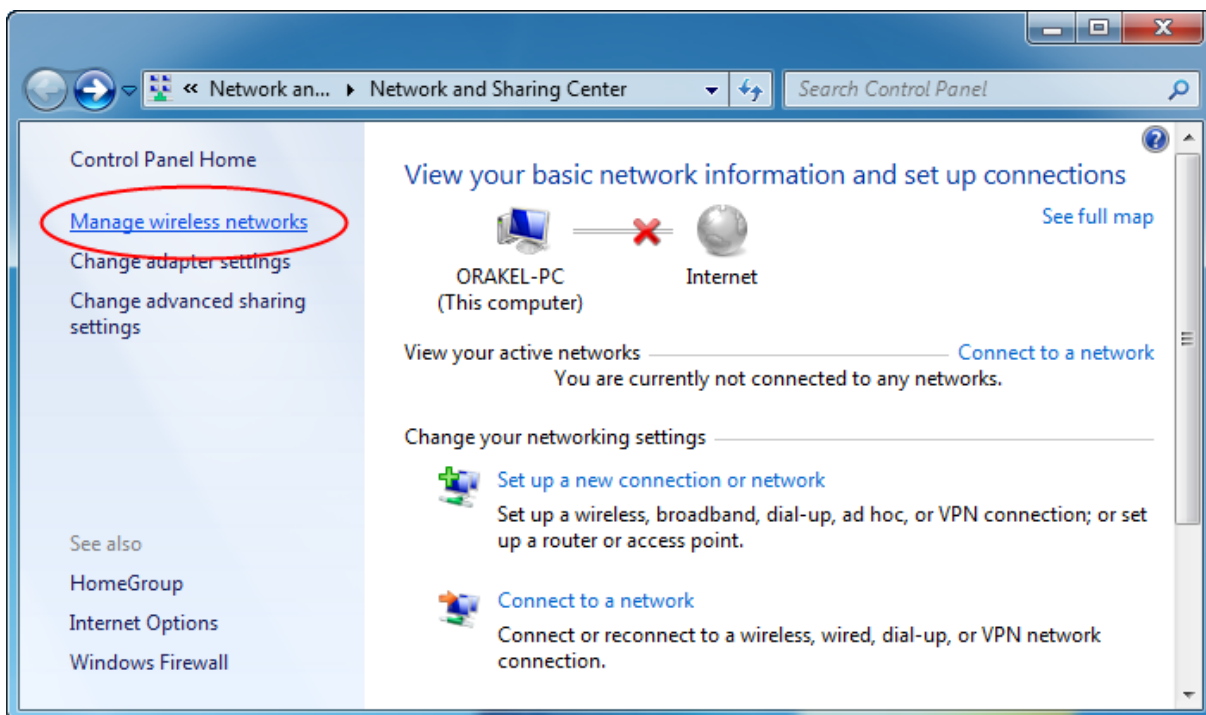 « Network an... ▸ Network and Sharing Center
Search Control Panel
Control Panel Home
Manage wireless networks
Change adapter settings
Change advanced sharing
settings
See also
HomeGroup
Internet Options
Windows Firewall
View your basic network information and set up connections
See full map
ORAKEL-PC
(This computer)
Internet
View your active networks
Connect to a network
You are currently not connected to any networks.
Change your networking settings
Set up a new connection or network
Set up a wireless, broadband, dial-up, ad hoc, or VPN connection; or set
up a router or access point.
Connect to a network
Connect or reconnect to a wireless, wired, dial-up, or VPN network
connection.